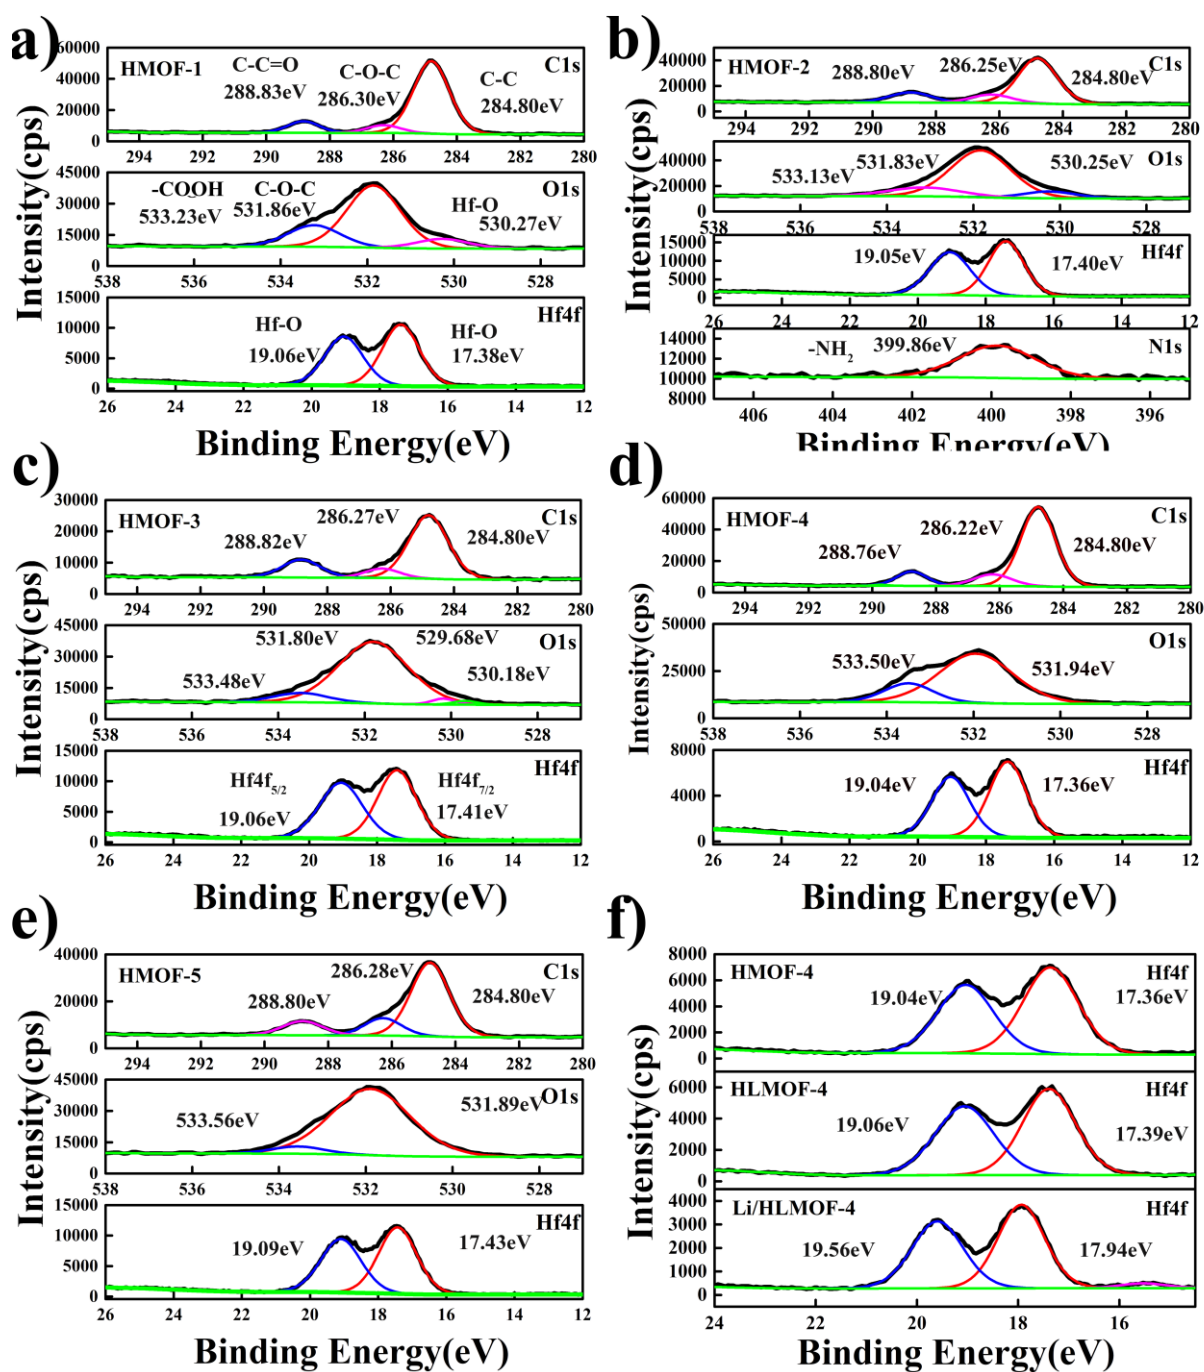 a)
Intensity(cps)
60000
40000
20000
0
HMOF-1
C-C=O
288.83eV
C-O-C
286.30eV
C-C
284.80eV
C1s
294 292 290 288 286 284 282 280
45000
30000
15000
0
-COOH
533.23eV
C-O-C
531.86eV
Hf-O
530.27eV
O1s
538 536 534 532 530 528
15000
10000
5000
0
Hf-O
19.06eV
Hf-O
17.38eV
Hf4f
26 24 22 20 18 16 14 12
Binding Energy(eV)
b)
Intensity(cps)
40000
20000
0
HMOF-2
288.80eV
286.25eV
284.80eV
C1s
294 292 290 288 286 284 282 280
40000
20000
0
533.13eV
531.83eV
530.25eV
O1s
538 536 534 532 530 528
15000
10000
5000
0
19.05eV
17.40eV
Hf4f
26 24 22 20 18 16 14 12
14000
12000
10000
8000
-NH2
399.86eV
N1s
406 404 402 400 398 396
Binding Energy(eV)
c)
Intensity(cps)
30000
20000
10000
0
HMOF-3
288.82eV
286.27eV
284.80eV
C1s
294 292 290 288 286 284 282 280
45000
30000
15000
0
533.48eV
531.80eV
529.68eV
530.18eV
O1s
538 536 534 532 530 528
15000
10000
5000
0
Hf4f5/2
19.06eV
Hf4f7/2
17.41eV
Hf4f
26 24 22 20 18 16 14 12
Binding Energy(eV)
d)
Intensity(cps)
60000
40000
20000
0
HMOF-4
288.76eV
286.22eV
284.80eV
C1s
294 292 290 288 286 284 282 280
50000
25000
0
533.50eV
531.94eV
O1s
538 536 534 532 530 528
8000
4000
0
19.04eV
17.36eV
Hf4f
26 24 22 20 18 16 14 12
Binding Energy(eV)
e)
Intensity(cps)
40000
20000
0
HMOF-5
288.80eV
286.28eV
284.80eV
C1s
294 292 290 288 286 284 282 280
45000
30000
15000
0
533.56eV
531.89eV
O1s
538 536 534 532 530 528
15000
10000
5000
0
19.09eV
17.43eV
Hf4f
26 24 22 20 18 16 14 12
Binding Energy(eV)
f)
Intensity(cps)
8000
6000
4000
2000
0
HMOF-4
19.04eV
Hf4f
17.36eV
6000
4000
2000
0
HLMOF-4
19.06eV
Hf4f
17.39eV
4000
3000
2000
1000
0
Li/HLMOF-4
19.56eV
Hf4f
17.94eV
24 22 20 18 16
Binding Energy(eV)